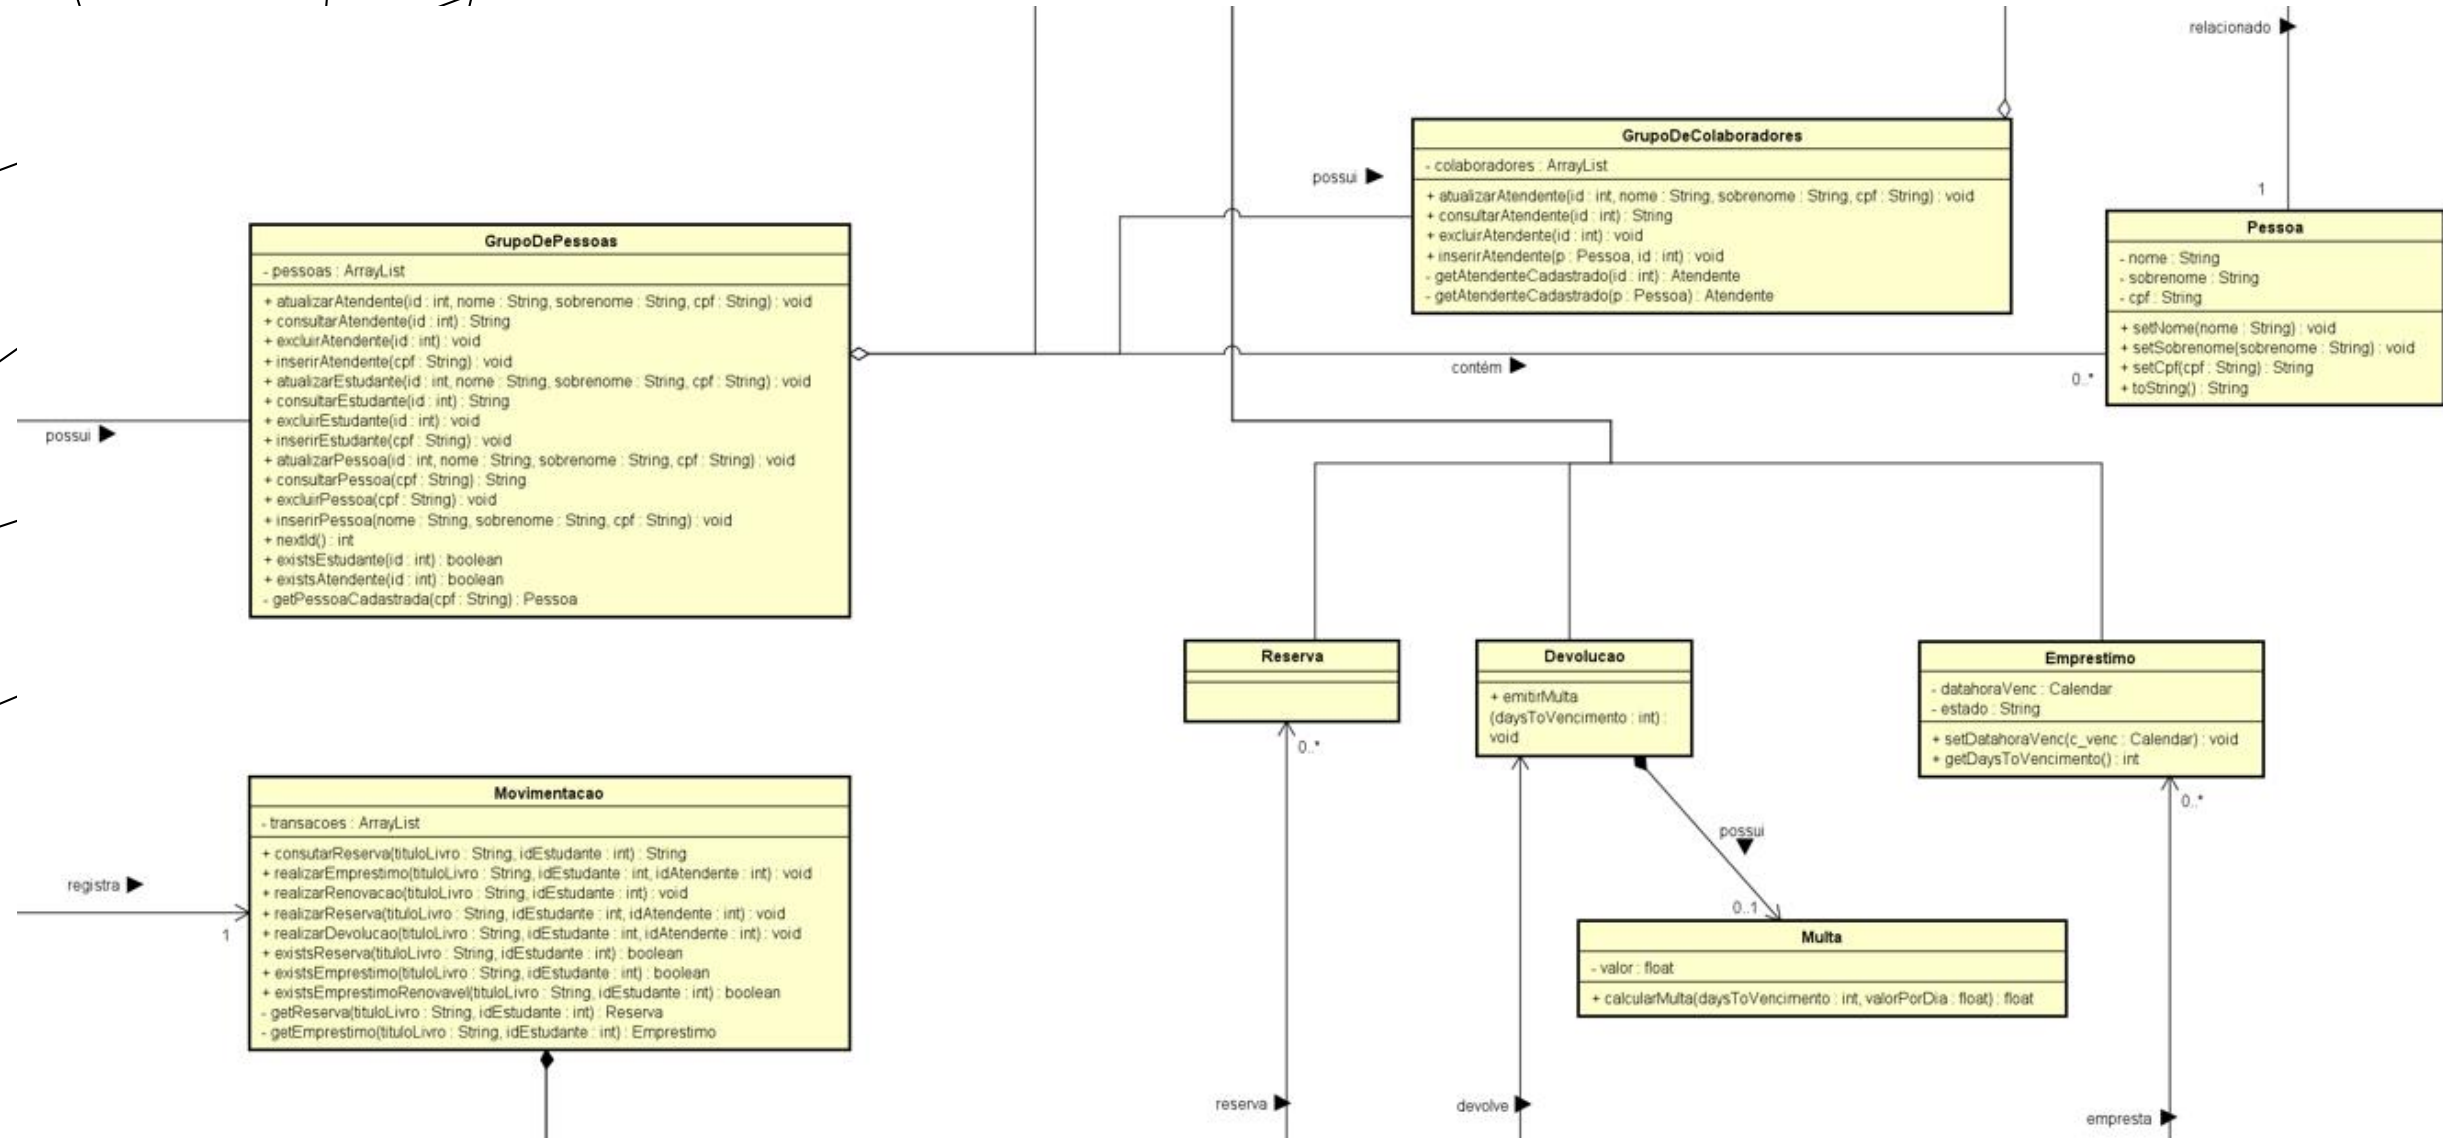 relacionado
1
GrupoDeColaboradores
- colaboradores : ArrayList
+ atualizarAtendente(id : int, nome : String, sobrenome : String, cpf : String) : void
+ consultarAtendente(id : int) : String
+ excluirAtendente(id : int) : void
+ inserirAtendente(p : Pessoa, id : int) : void
- getAtendenteCadastrado(id : int) : Atendente
- getAtendenteCadastrado(p : Pessoa) : Atendente
possui
Pessoa
- nome : String
- sobrenome : String
- cpf : String
+ setNome(nome : String) : void
+ setSobrenome(sobrenome : String) : void
+ setCpf(cpf : String) : String
+ toString() : String
GrupoDePessoas
- pessoas : ArrayList
+ atualizarAtendente(id : int, nome : String, sobrenome : String, cpf : String) : void
+ consultarAtendente(id : int) : String
+ excluirAtendente(id : int) : void
+ inserirAtendente(cpf : String) : void
+ atualizarEstudante(id : int, nome : String, sobrenome : String, cpf : String) : void
+ consultarEstudante(id : int) : String
+ excluirEstudante(id : int) : void
+ inserirEstudante(cpf : String) : void
+ atualizarPessoa(id : int, nome : String, sobrenome : String, cpf : String) : void
+ consultarPessoa(cpf : String) : String
+ excluirPessoa(cpf : String) : void
+ inserirPessoa(nome : String, sobrenome : String, cpf : String) : void
+ nextId() : int
+ existsEstudante(id : int) : boolean
+ existsAtendente(id : int) : boolean
- getPessoaCadastrada(cpf : String) : Pessoa
contém
0..*
possui
Reserva
0..*
Devolucao
+ emitirMulta
(daysToVencimento : int) :
void
Emprestimo
- datahoraVenc : Calendar
- estado : String
+ setDatahoraVenc(c_venc : Calendar) : void
+ getDaysToVencimento() : int
0..*
Movimentacao
- transacoes : ArrayList
+ consutarReserva(tituloLivro : String, idEstudante : int) : String
+ realizarEmprestimo(tituloLivro : String, idEstudante : int, idAtendente : int) : void
+ realizarRenovacao(tituloLivro : String, idEstudante : int) : void
+ realizarReserva(tituloLivro : String, idEstudante : int, idAtendente : int) : void
+ realizarDevolucao(tituloLivro : String, idEstudante : int, idAtendente : int) : void
+ existsReserva(tituloLivro : String, idEstudante : int) : boolean
+ existsEmprestimo(tituloLivro : String, idEstudante : int) : boolean
+ existsEmprestimoRenovavel(tituloLivro : String, idEstudante : int) : boolean
- getReserva(tituloLivro : String, idEstudante : int) : Reserva
- getEmprestimo(tituloLivro : String, idEstudante : int) : Emprestimo
registra
1
possui
0..1
Multa
- valor : float
+ calcularMulta(daysToVencimento : int, valorPorDia : float) : float
reserva
devolve
empresta